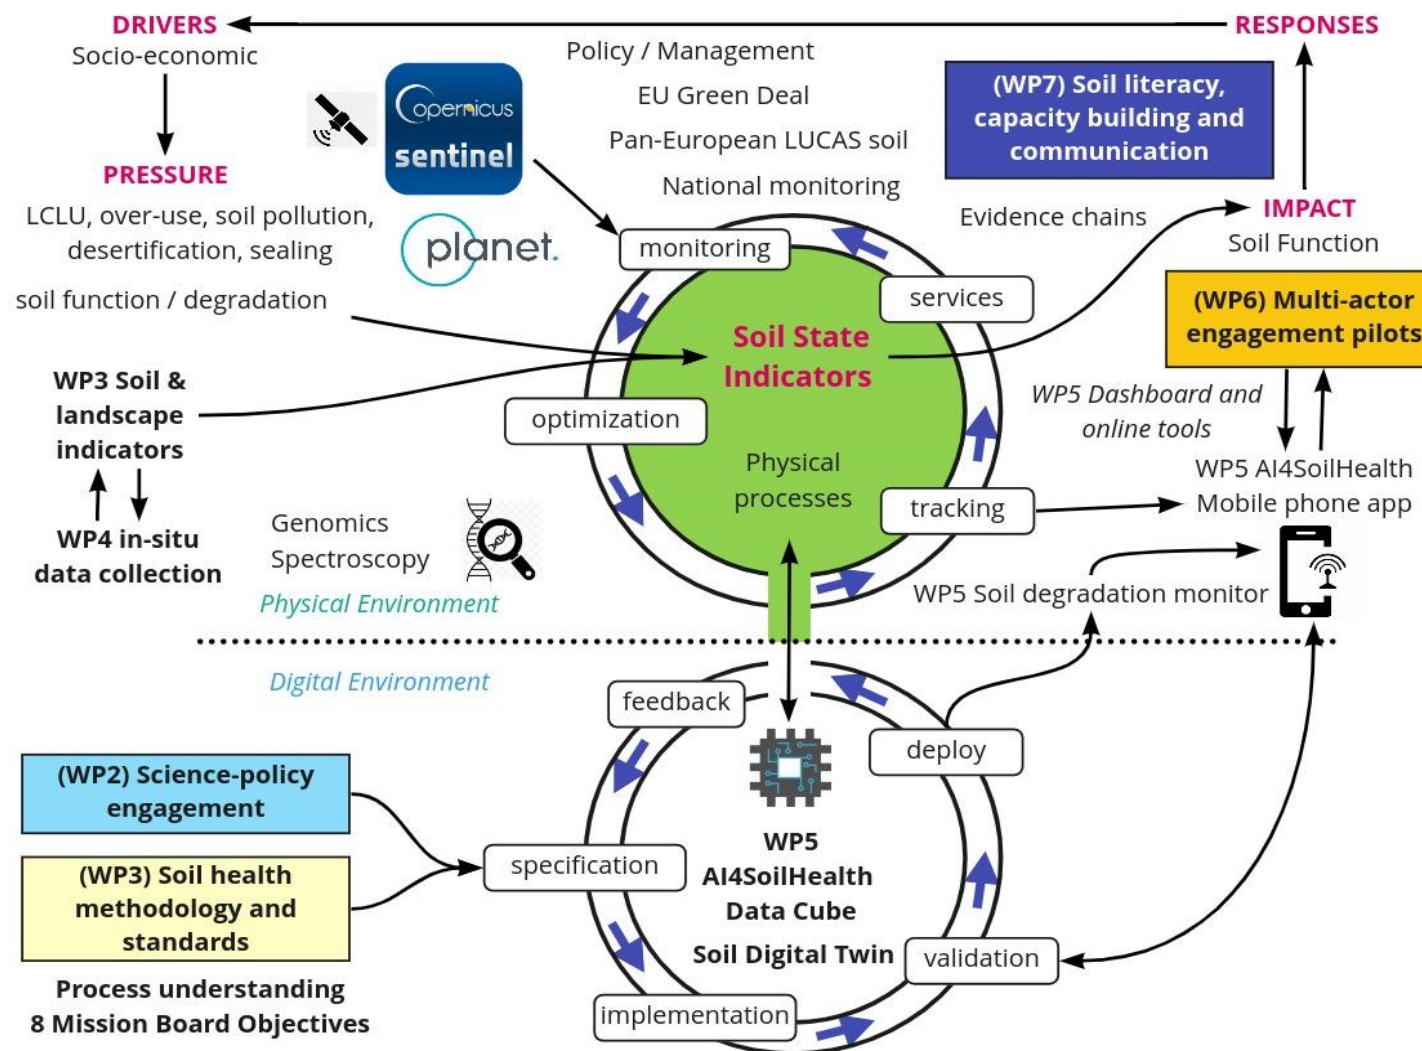 DRIVERS
Socio-economic
RESPONSES
Policy / Management
EU Green Deal
Pan-European LUCAS soil
National monitoring
Copernicus
sentinel
planet.
(WP7) Soil literacy,
capacity building and
communication
PRESSURE
LCLU, over-use, soil pollution,
desertification, sealing
soil function / degradation
Evidence chains
IMPACT
Soil Function
monitoring
services
Soil State
Indicators
optimization
Physical
processes
tracking
(WP6) Multi-actor
engagement pilots
WP5 Dashboard and
online tools
WP5 AI4SoilHealth
Mobile phone app
WP5 Soil degradation monitor
WP3 Soil &
landscape
indicators
WP4 in-situ
data collection
Genomics
Spectroscopy
Physical Environment
Digital Environment
feedback
deploy
(WP2) Science-policy
engagement
(WP3) Soil health
methodology and
standards
Process understanding
8 Mission Board Objectives
specification
WP5
AI4SoilHealth
Data Cube
Soil Digital Twin
validation
implementation